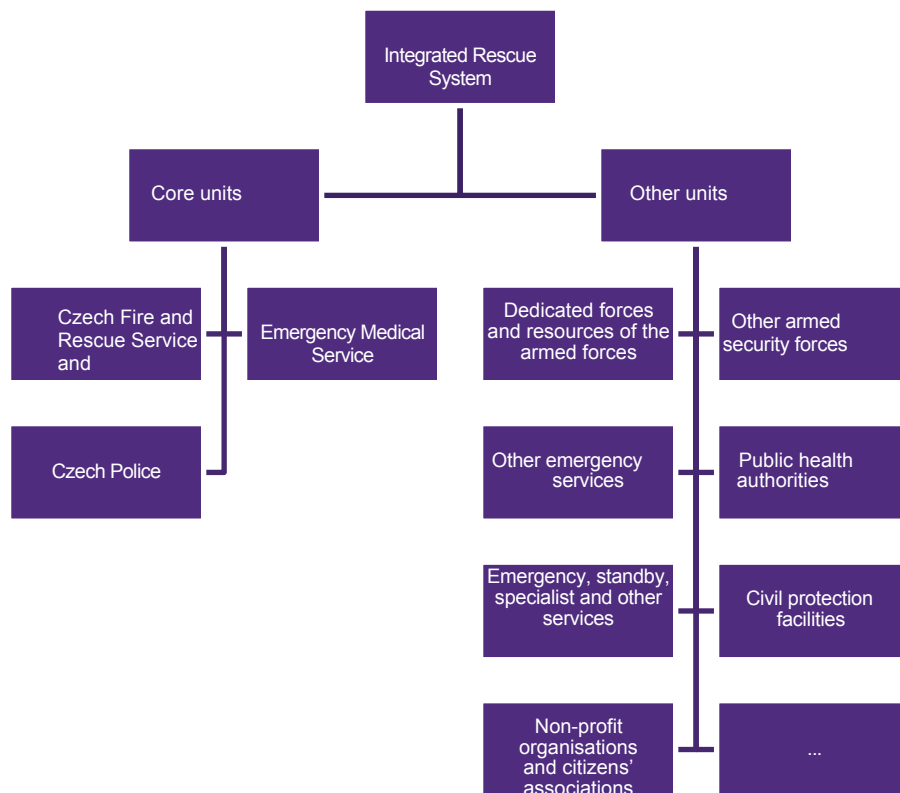 Integrated Rescue
System
Core units
Other units
Czech Fire and
Rescue Service
and
Emergency Medical
Service
Dedicated forces
and resources of the
armed forces
Other armed
security forces
Czech Police
Other emergency
services
Public health
authorities
Emergency, standby,
specialist and other
services
Civil protection
facilities
Non-profit
organisations
and citizens’
associations
...